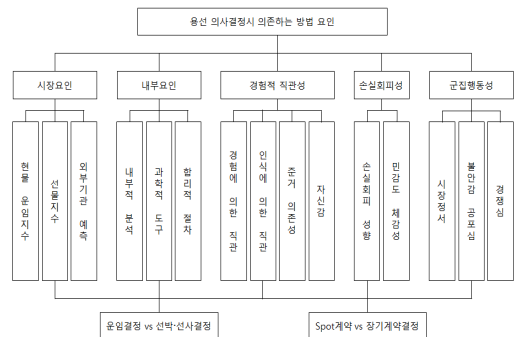 용선 의사결정시 의존하는 방법 요인
시장요인
내부요인
경험적 직관성
손실회피성
군집행동성
현물 운임지수
선물지수
외부기관 예측
내부적 분석
과학적 도구
합리적 절차
경험에 의한 직관
인식에 의한 직관
준거 의존성
자신감
손실회피 성향
민감도 체감성
시장정서
불안감 공포심
경쟁심
운임결정 vs 선박·선사결정
Spot계약 vs 장기계약결정